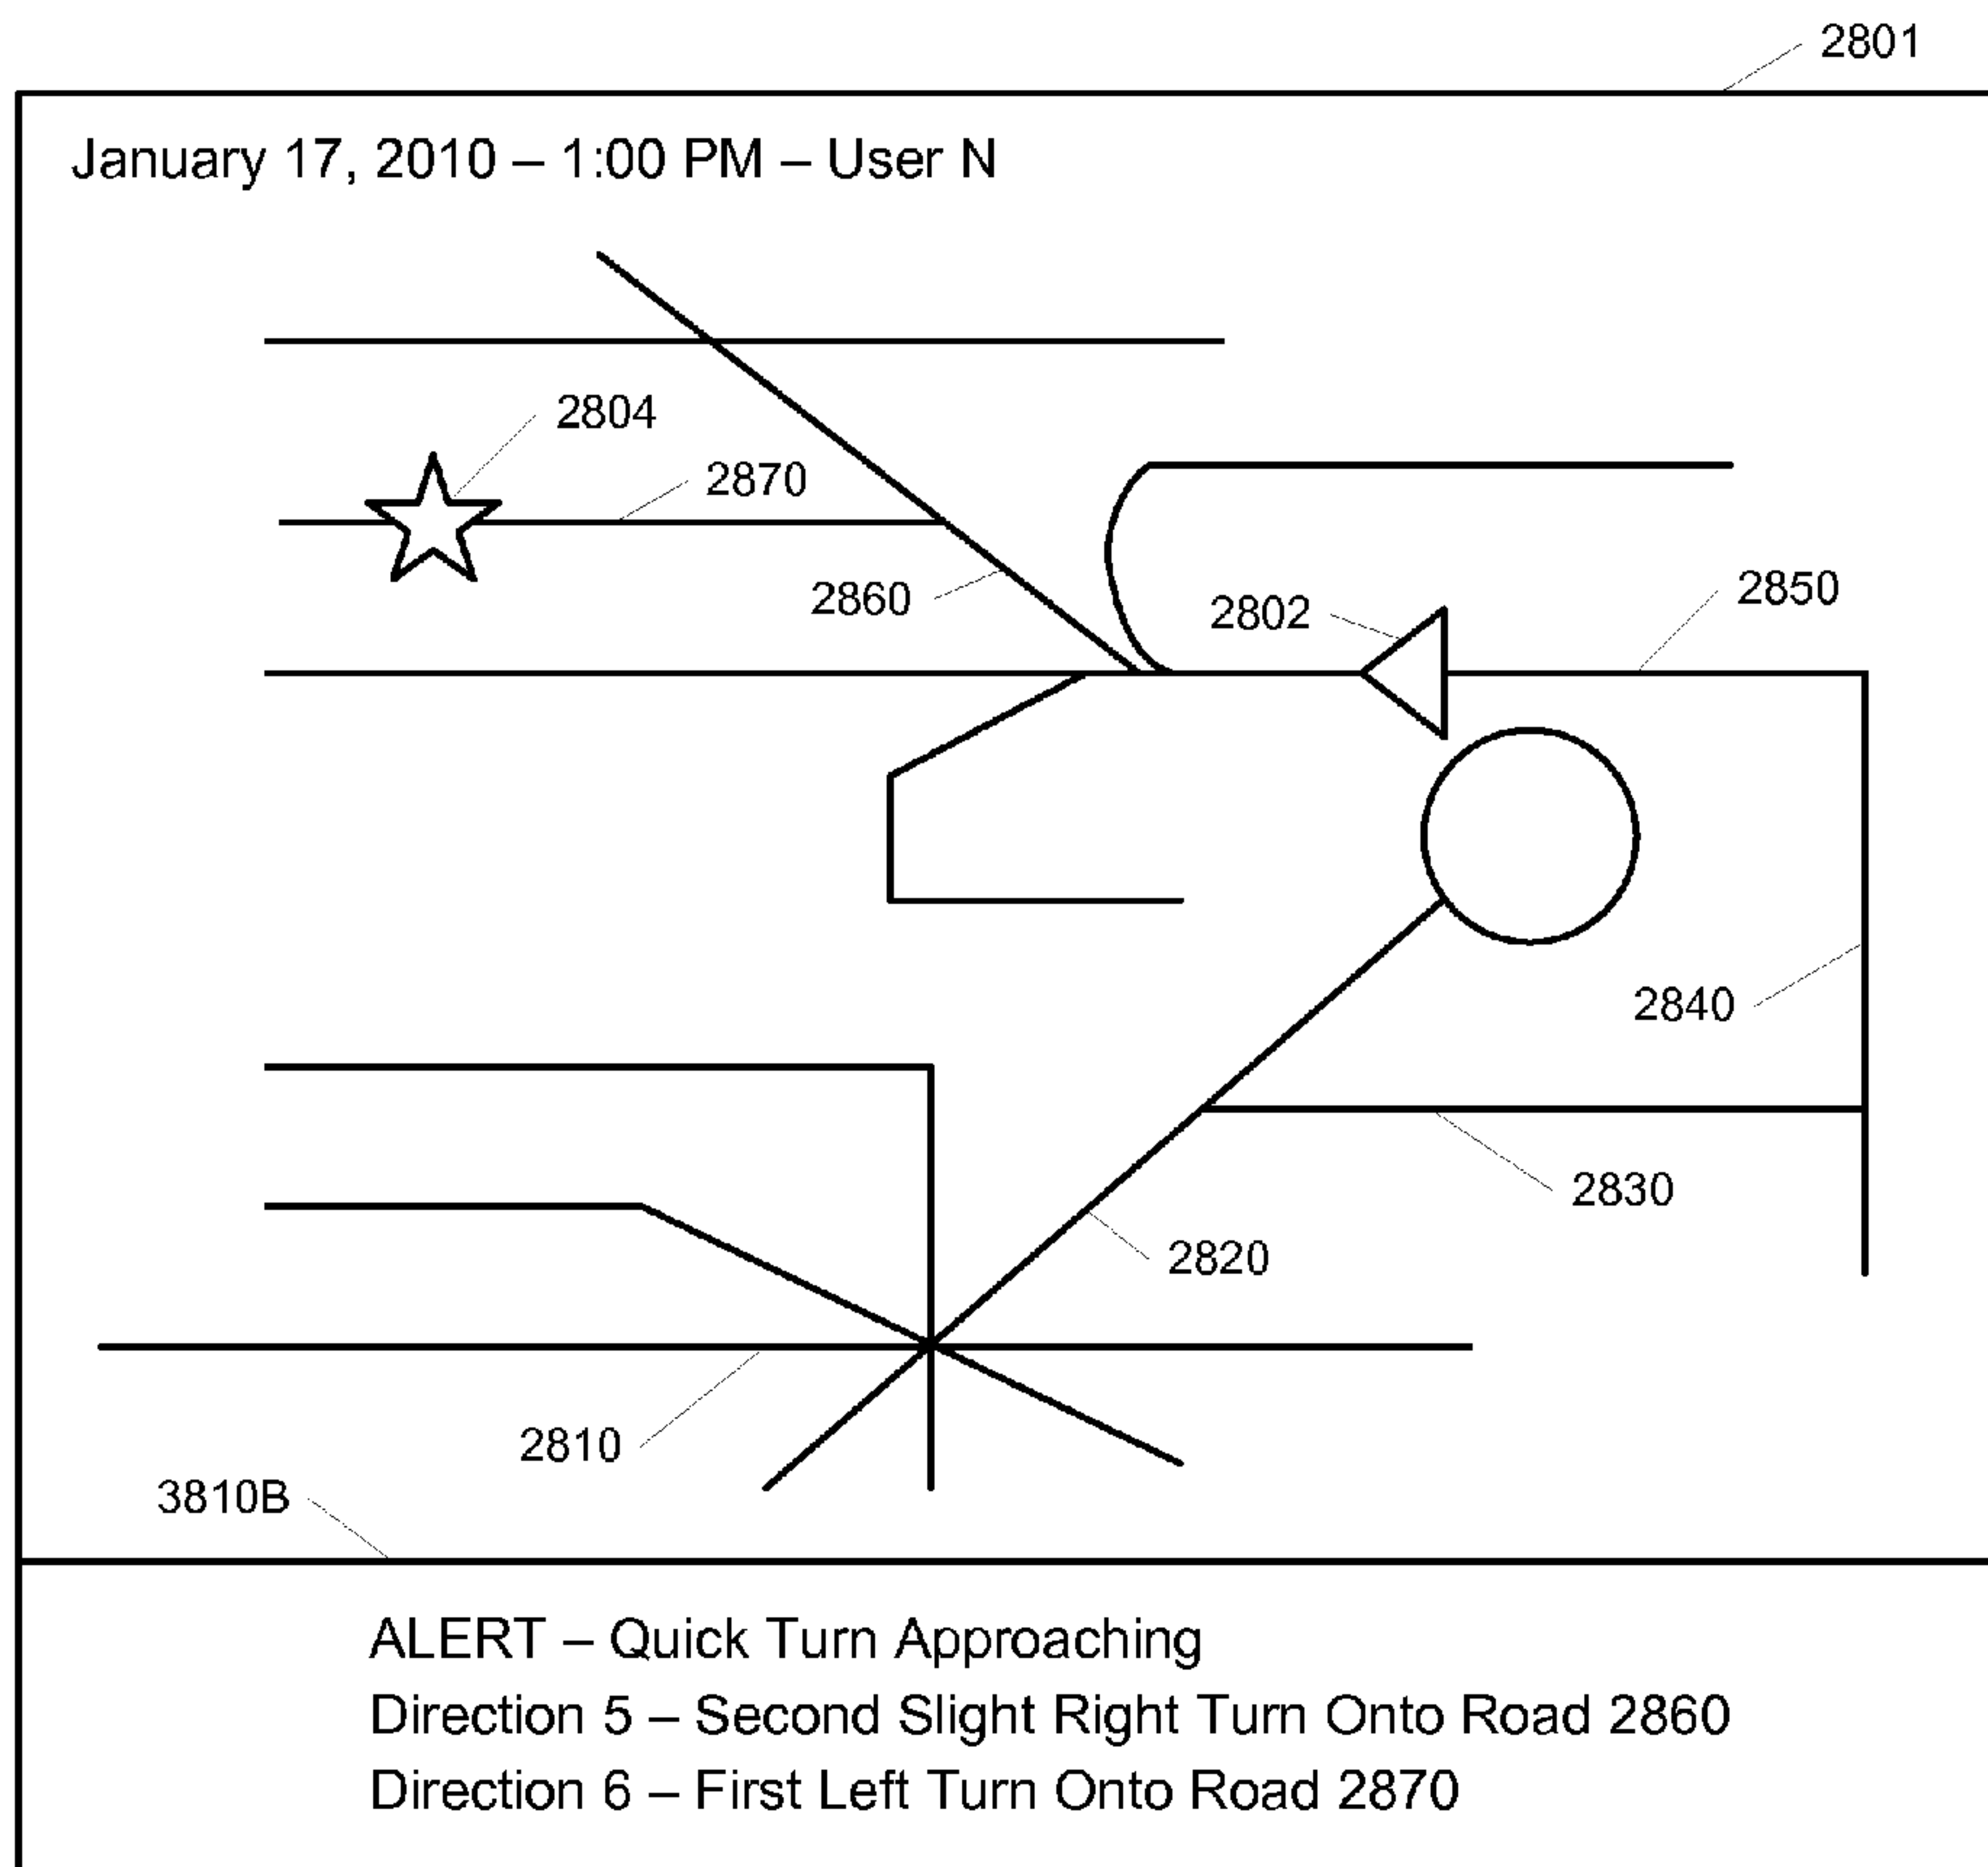 2801
January 17, 2010 – 1:00 PM – User N
2804
2870
2860
2802
2850
2840
2830
2820
2810
3810B
ALERT – Quick Turn Approaching
Direction 5 – Second Slight Right Turn Onto Road 2860
Direction 6 – First Left Turn Onto Road 2870